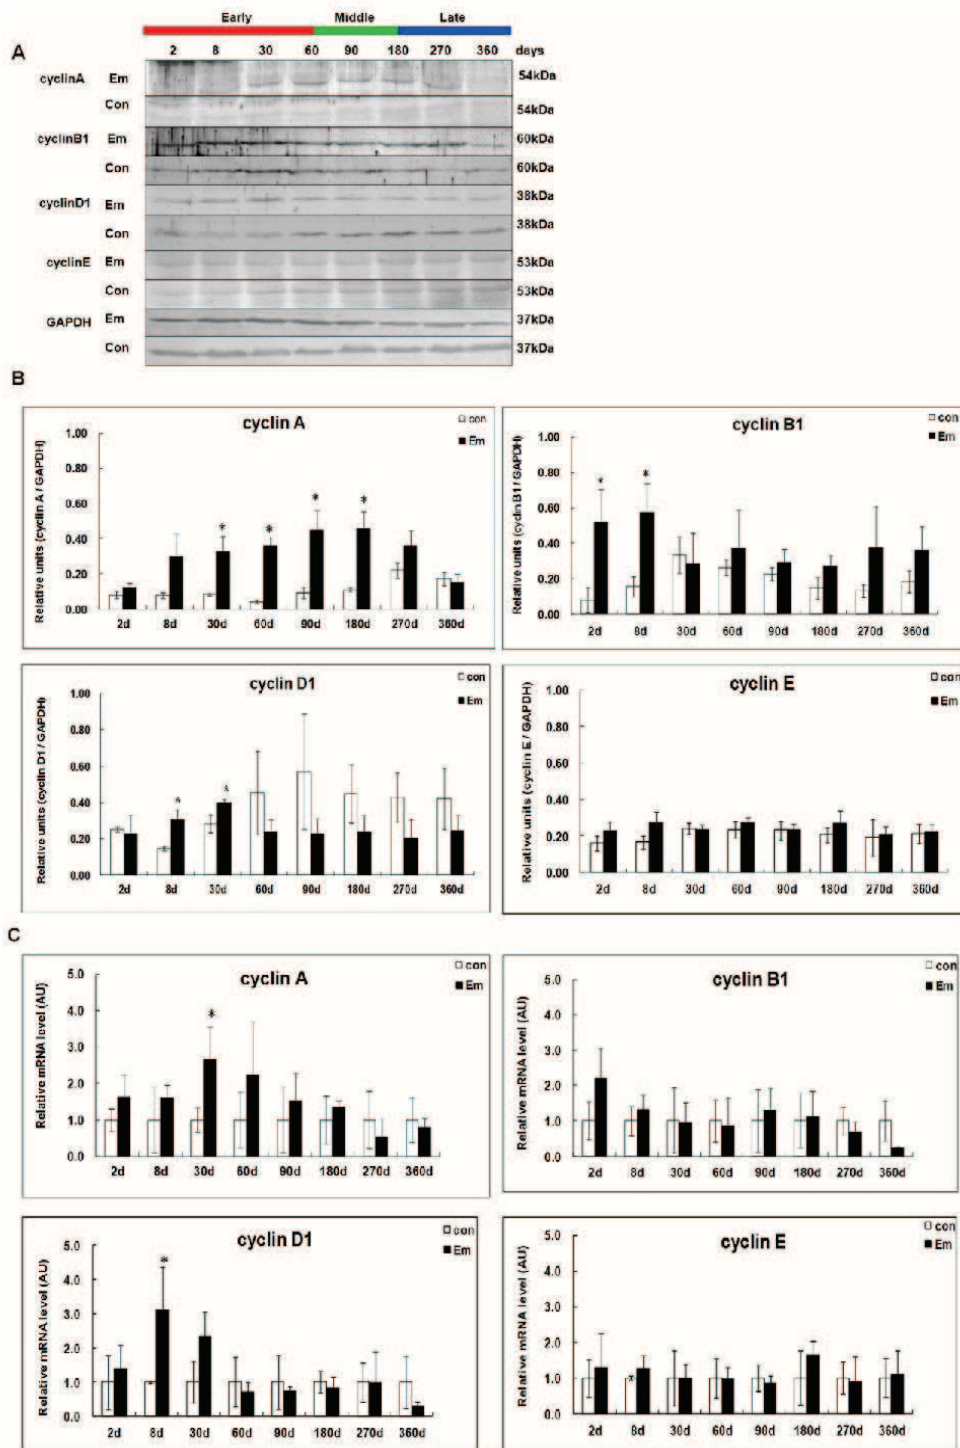 Early Middle Late
A 2 8 30 60 90 180 270 360 days
cyclinA Em 54kDa
Con 54kDa
cyclinB1 Em 60kDa
Con 60kDa
cyclinD1 Em 38kDa
Con 38kDa
cyclinE Em 53kDa
Con 53kDa
GAPDH Em 37kDa
Con 37kDa
B
cyclin A
con
Em
Relative units (cyclin A / GAPDH)
1.00
0.80
0.60
0.40
0.20
0.00
* * * *
2d 8d 30d 60d 90d 180d 270d 360d
cyclin B1
con
Em
Relative units (cyclin B1 / GAPDH)
1.00
0.80
0.60
0.40
0.20
0.00
* *
2d 8d 30d 60d 90d 180d 270d 360d
cyclin D1
con
Em
Relative units (cyclin D1 / GAPDH)
1.00
0.80
0.60
0.40
0.20
0.00
* *
2d 8d 30d 60d 90d 180d 270d 360d
cyclin E
con
Em
Relative units (cyclin E / GAPDH)
1.00
0.80
0.60
0.40
0.20
0.00
2d 8d 30d 60d 90d 180d 270d 360d
C
cyclin A
con
Em
Relative mRNA level (AU)
5.0
4.0
3.0
2.0
1.0
0.0
*
2d 8d 30d 60d 90d 180d 270d 360d
cyclin B1
con
Em
Relative mRNA level (AU)
5.0
4.0
3.0
2.0
1.0
0.0
2d 8d 30d 60d 90d 180d 270d 360d
cyclin D1
con
Em
Relative mRNA level (AU)
5.0
4.0
3.0
2.0
1.0
0.0
*
2d 8d 30d 60d 90d 180d 270d 360d
cyclin E
con
Em
Relative mRNA level (AU)
5.0
4.0
3.0
2.0
1.0
0.0
2d 8d 30d 60d 90d 180d 270d 360d